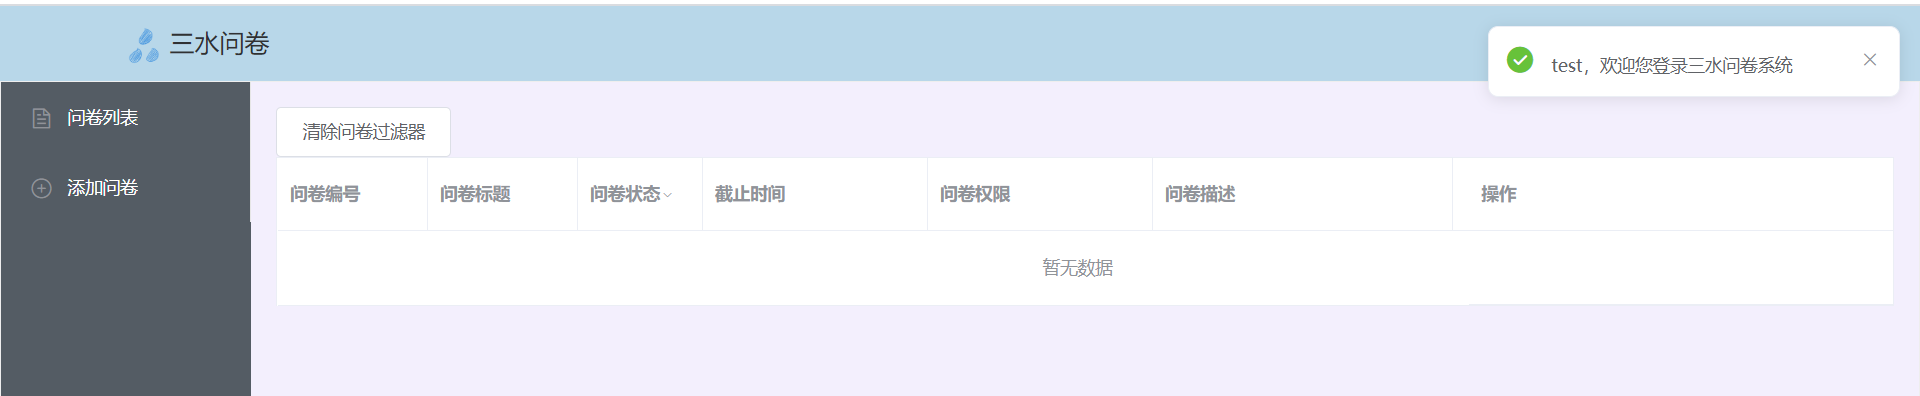 三水问卷
test，欢迎您登录三水问卷系统
问卷列表
添加问卷
清除问卷过滤器
问卷编号 问卷标题 问卷状态 截止时间 问卷权限 问卷描述 操作
暂无数据